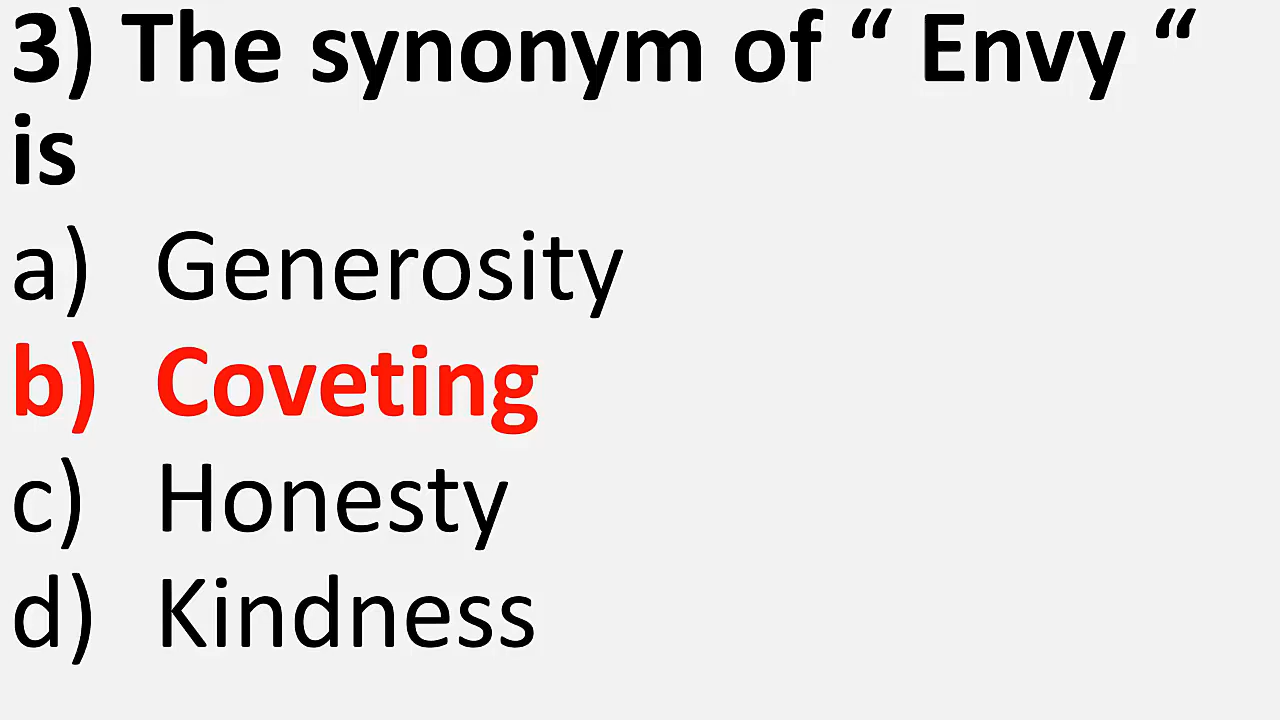 3) The synonym of “ Envy “
is
a) Generosity
b) Coveting
c) Honesty
d) Kindness